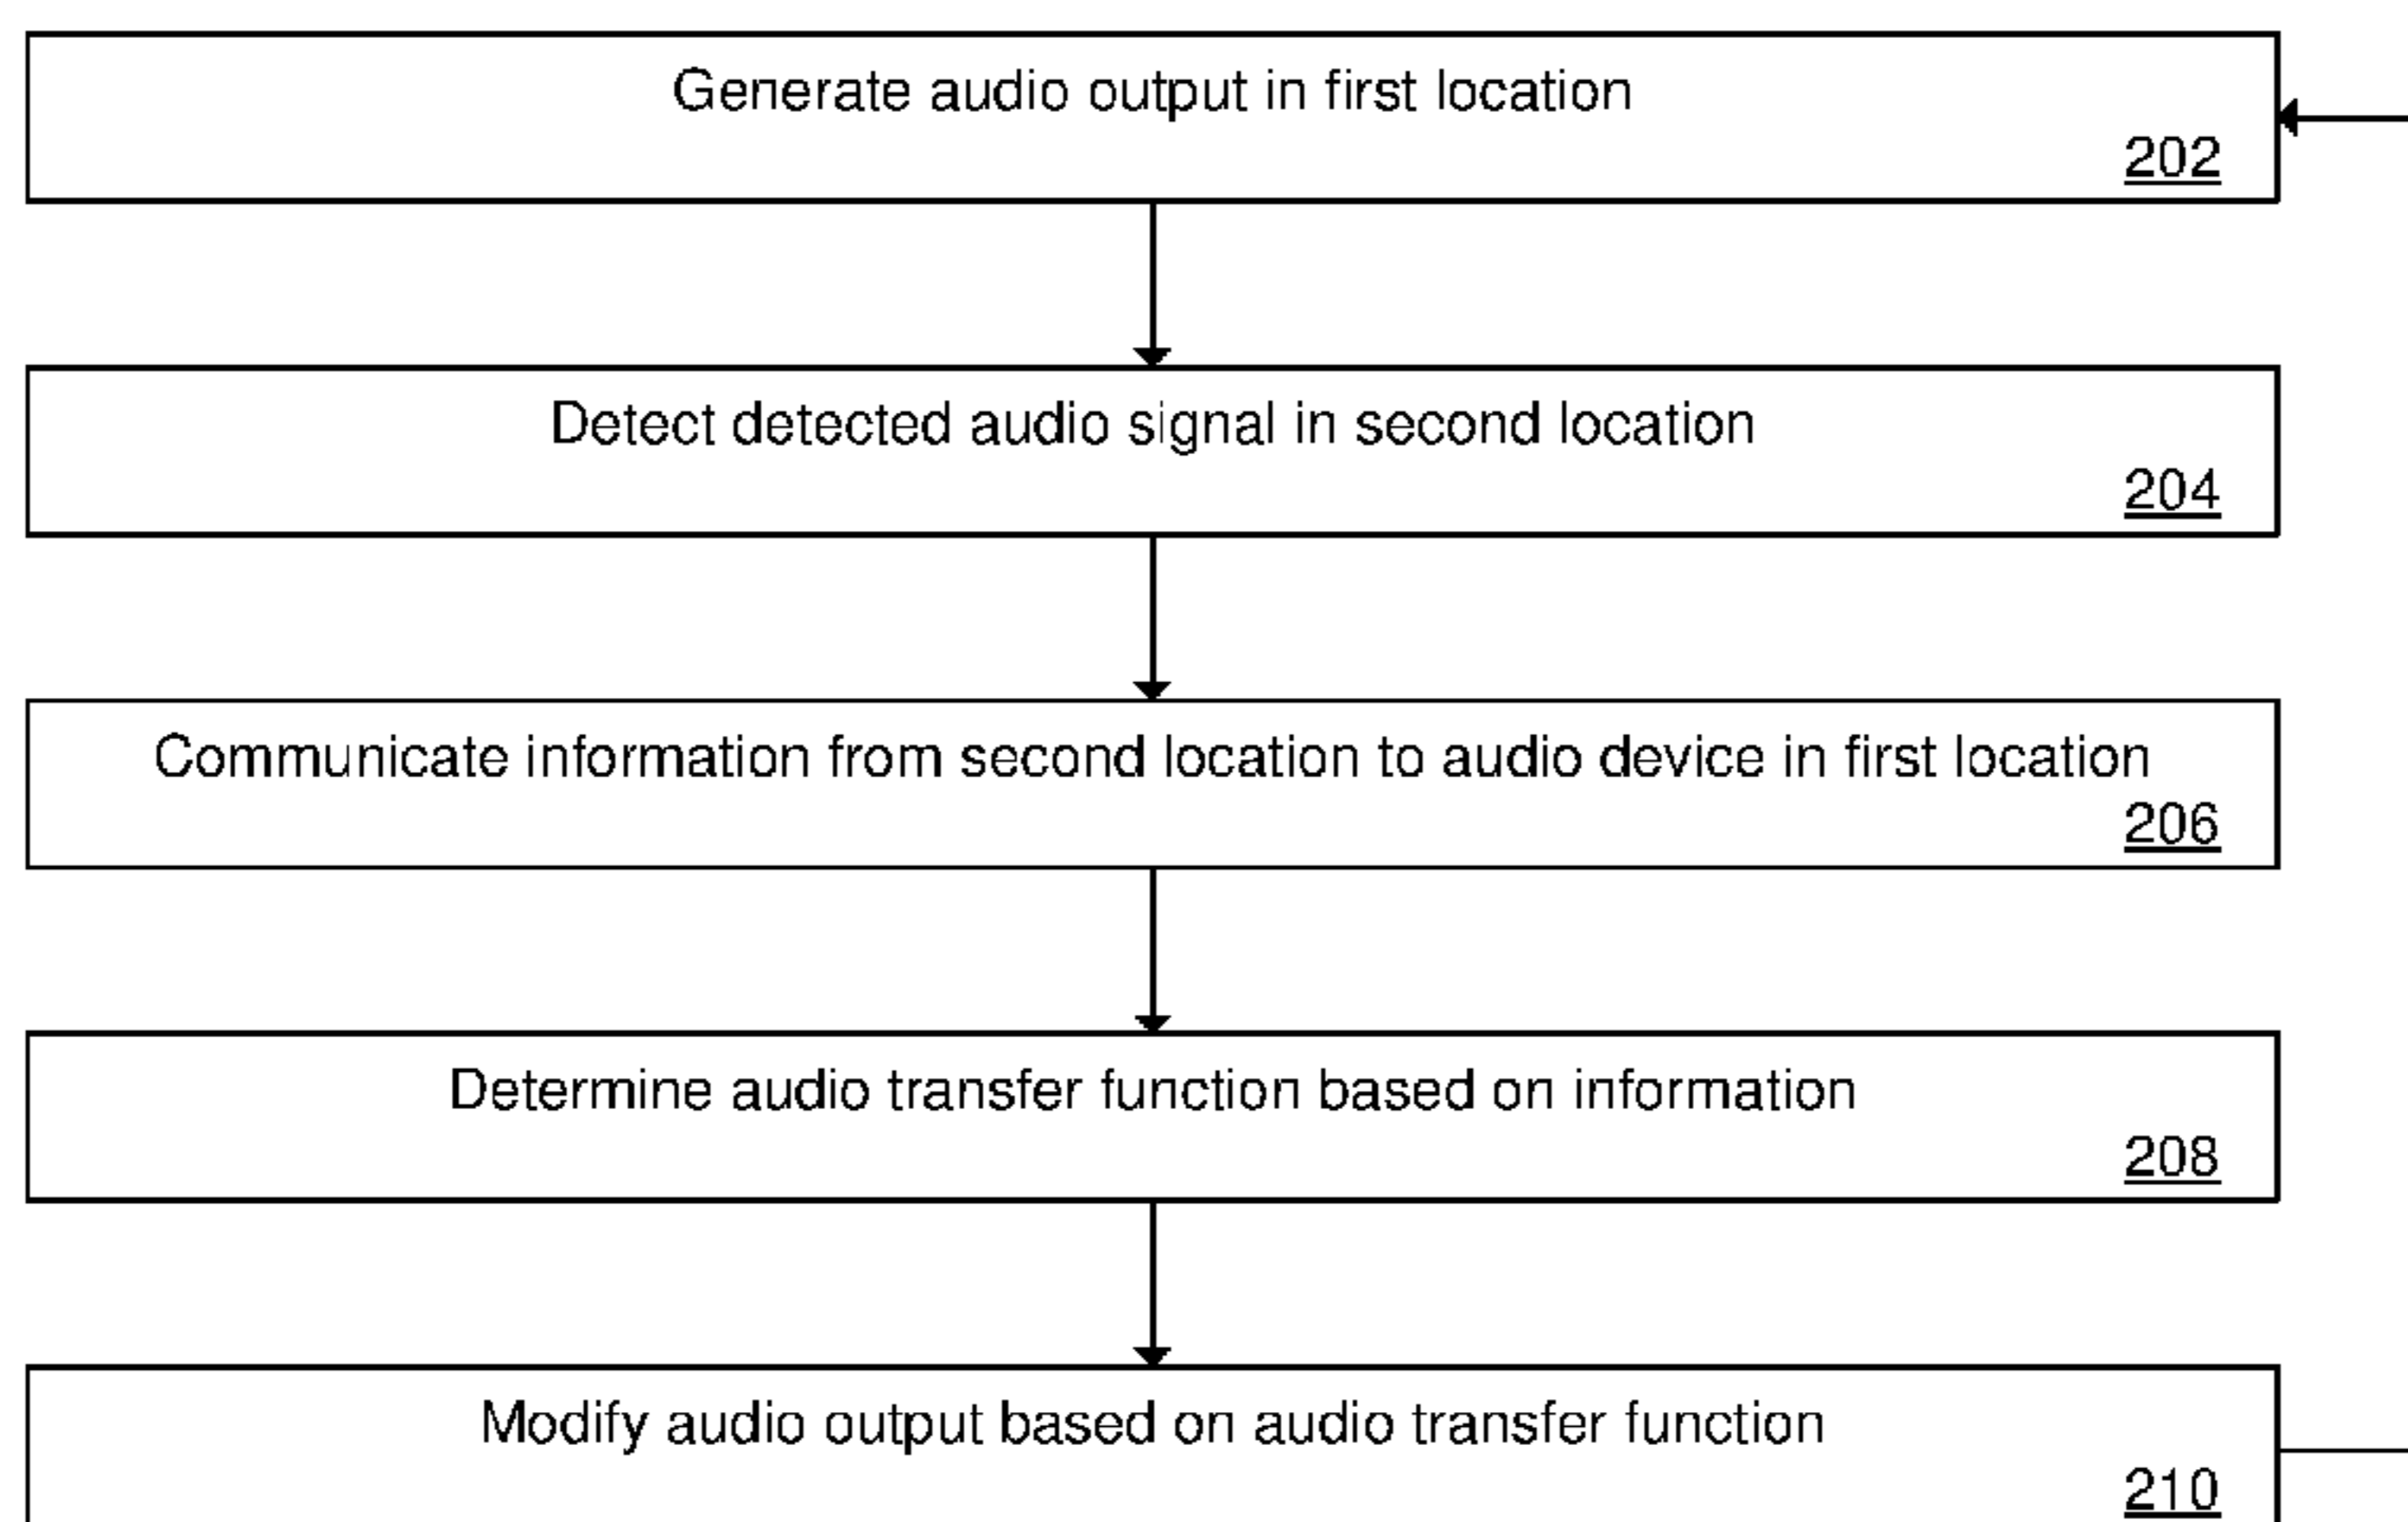 Generate audio output in first location
202
Detect detected audio signal in second location
204
Communicate information from second location to audio device in first location
206
Determine audio transfer function based on information
208
Modify audio output based on audio transfer function
210